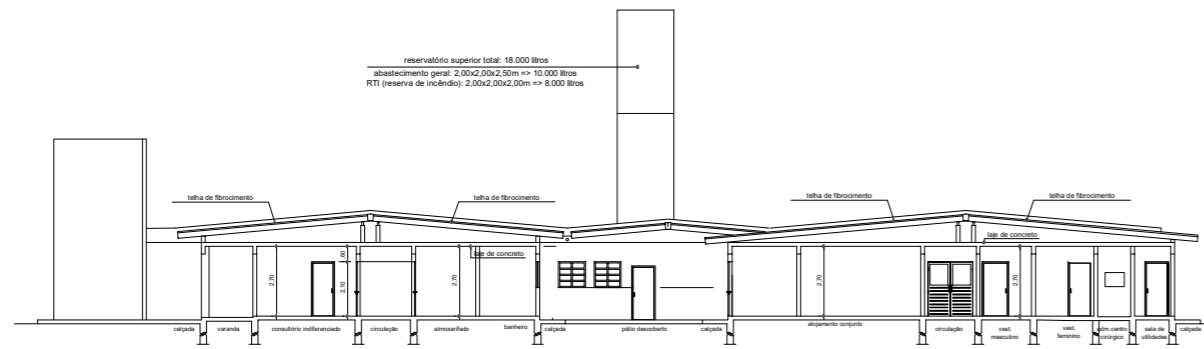 reservatório superior total: 18.000 litros
abastecimento geral: 2,00x2,00x2,50m => 10.000 litros
RTI (reserva de incêndio): 2,00x2,00x2,00m => 8.000 litros
telha de fibrocimento
telha de fibrocimento
telha de fibrocimento
telha de fibrocimento
laje de concreto
laje de concreto
2,70
,60
2,10
2,70
2,70
2,70
calçada
varanda
consultório indiferenciado
circulação
almoxarifado
banheiro
calçada
pátio descoberto
calçada
alojamento conjunto
circulação
vest.
masculino
vest.
feminino
adm.centro
cirúrgico
sala de
utilidades
calçada